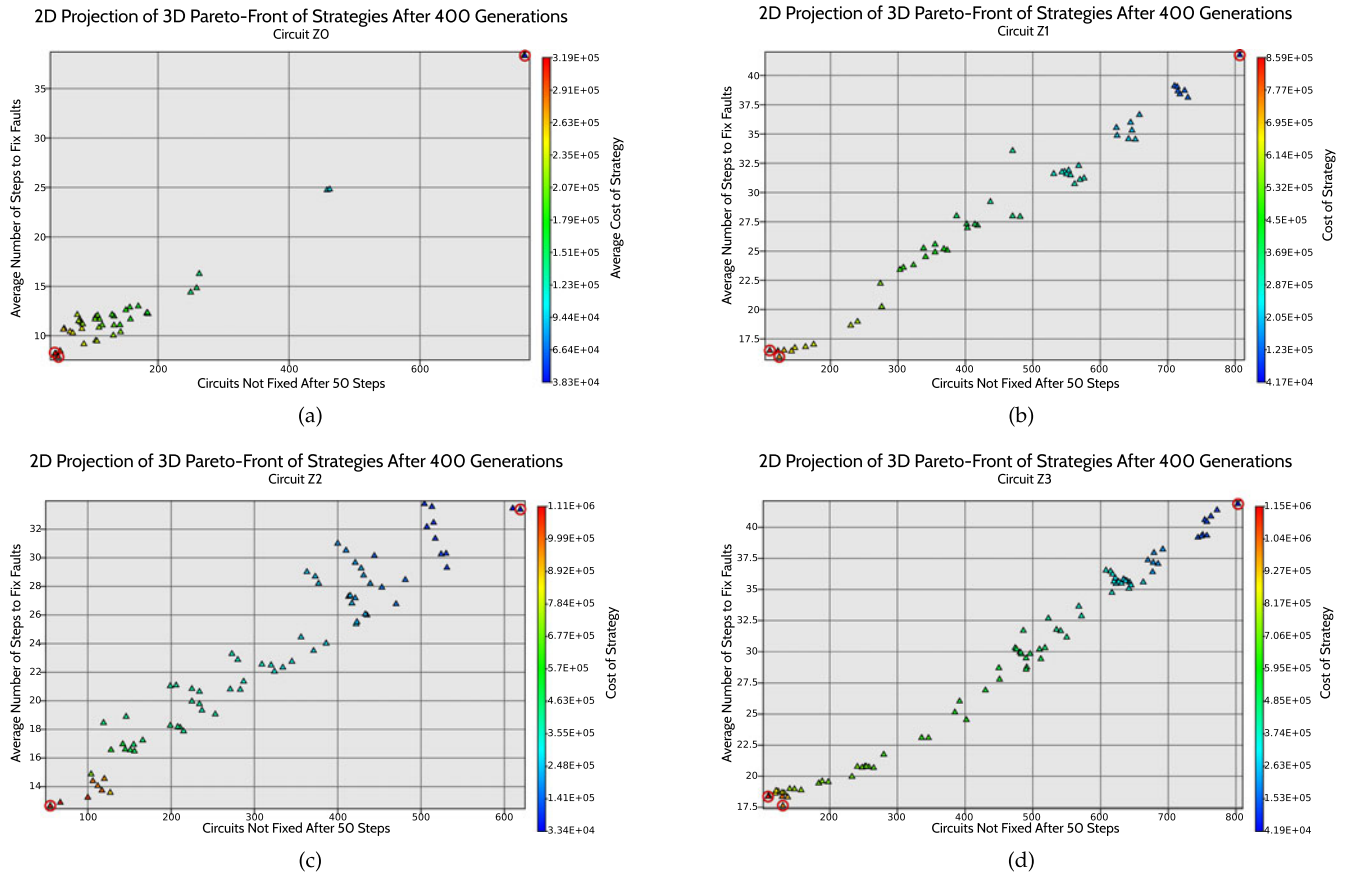 2D Projection of 3D Pareto-Front of Strategies After 400 Generations
Circuit Z0
Average Number of Steps to Fix Faults
35
30
25
20
15
10
200
400
600
Circuits Not Fixed After 50 Steps
3.19E+05
2.91E+05
2.63E+05
2.35E+05
2.07E+05
1.79E+05
1.51E+05
1.23E+05
9.44E+04
6.64E+04
3.83E+04
Average Cost of Strategy
(a)
2D Projection of 3D Pareto-Front of Strategies After 400 Generations
Circuit Z1
Average Number of Steps to Fix Faults
40
37.5
35
32.5
30
27.5
25
22.5
20
17.5
200
300
400
500
600
700
800
Circuits Not Fixed After 50 Steps
8.59E+05
7.77E+05
6.95E+05
6.14E+05
5.32E+05
4.5E+05
3.69E+05
2.87E+05
2.05E+05
1.23E+05
4.17E+04
Cost of Strategy
(b)
2D Projection of 3D Pareto-Front of Strategies After 400 Generations
Circuit Z2
Average Number of Steps to Fix Faults
32
30
28
26
24
22
20
18
16
14
100
200
300
400
500
600
Circuits Not Fixed After 50 Steps
1.11E+06
9.99E+05
8.92E+05
7.84E+05
6.77E+05
5.7E+05
4.63E+05
3.55E+05
2.48E+05
1.41E+05
3.34E+04
Cost of Strategy
(c)
2D Projection of 3D Pareto-Front of Strategies After 400 Generations
Circuit Z3
Average Number of Steps to Fix Faults
40
37.5
35
32.5
30
27.5
25
22.5
20
17.5
200
300
400
500
600
700
800
Circuits Not Fixed After 50 Steps
1.15E+06
1.04E+06
9.27E+05
8.17E+05
7.06E+05
5.95E+05
4.85E+05
3.74E+05
2.63E+05
1.53E+05
4.19E+04
Cost of Strategy
(d)